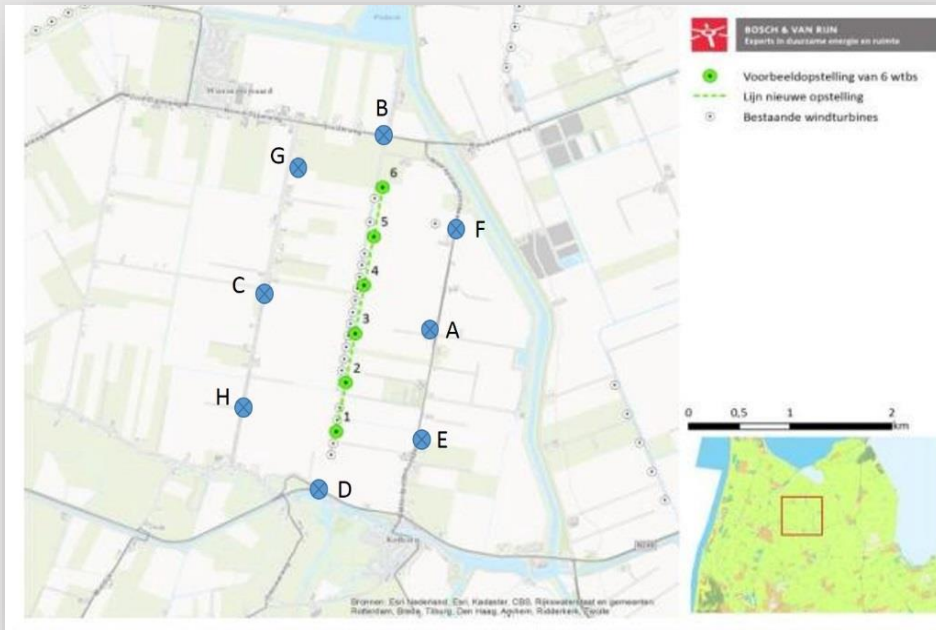 BOSCH & VAN RIJN
Experts in duurzame energie en ruimte
Voorbeeldopstelling van 6 wtbs
Lijn nieuwe opstelling
Bestaande windturbines
B
G
6
5
F
4
C
3
A
2
H
1
E
D
0 0,5 1 2
km
Bronnen: Esri Nederland, Esri, Kadaster, CBS, Rijkswaterstaat en gemeenten:
Rotterdam, Breda, Tilburg, Den Haag, Arnhem, Ridderkerk, Zwolle